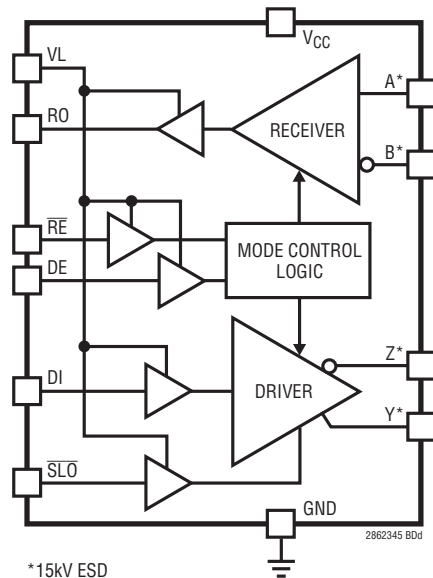 VCC
VL
A*
RO
RECEIVER
B*
RE
MODE CONTROL
LOGIC
DE
Z*
DI
DRIVER
Y*
SLO
GND
2862345 BDd
*15kV ESD